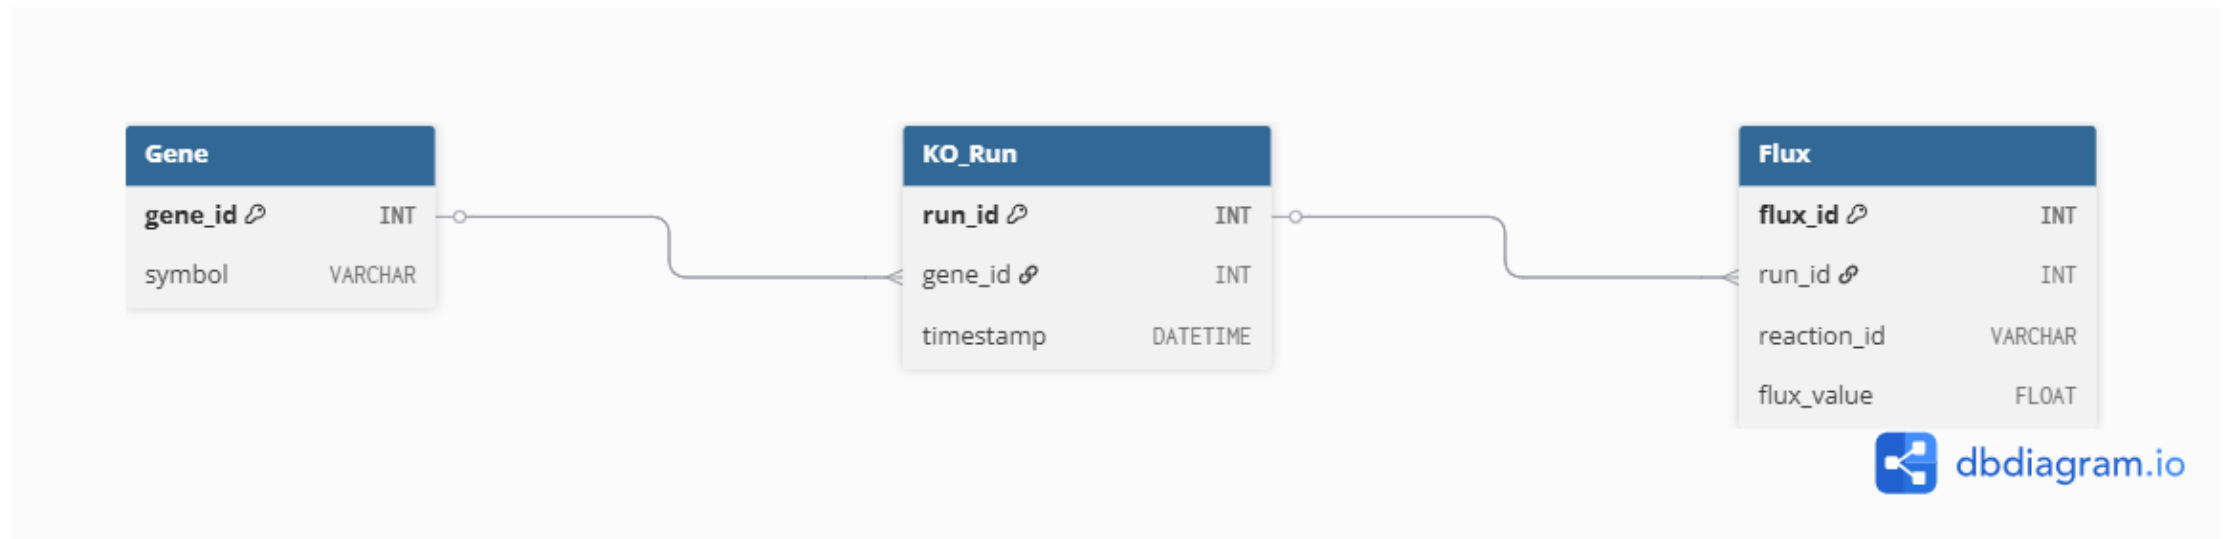 Gene
gene_id INT
symbol VARCHAR
KO_Run
run_id INT
gene_id INT
timestamp DATETIME
Flux
flux_id INT
run_id INT
reaction_id VARCHAR
flux_value FLOAT
dbdiagram.io